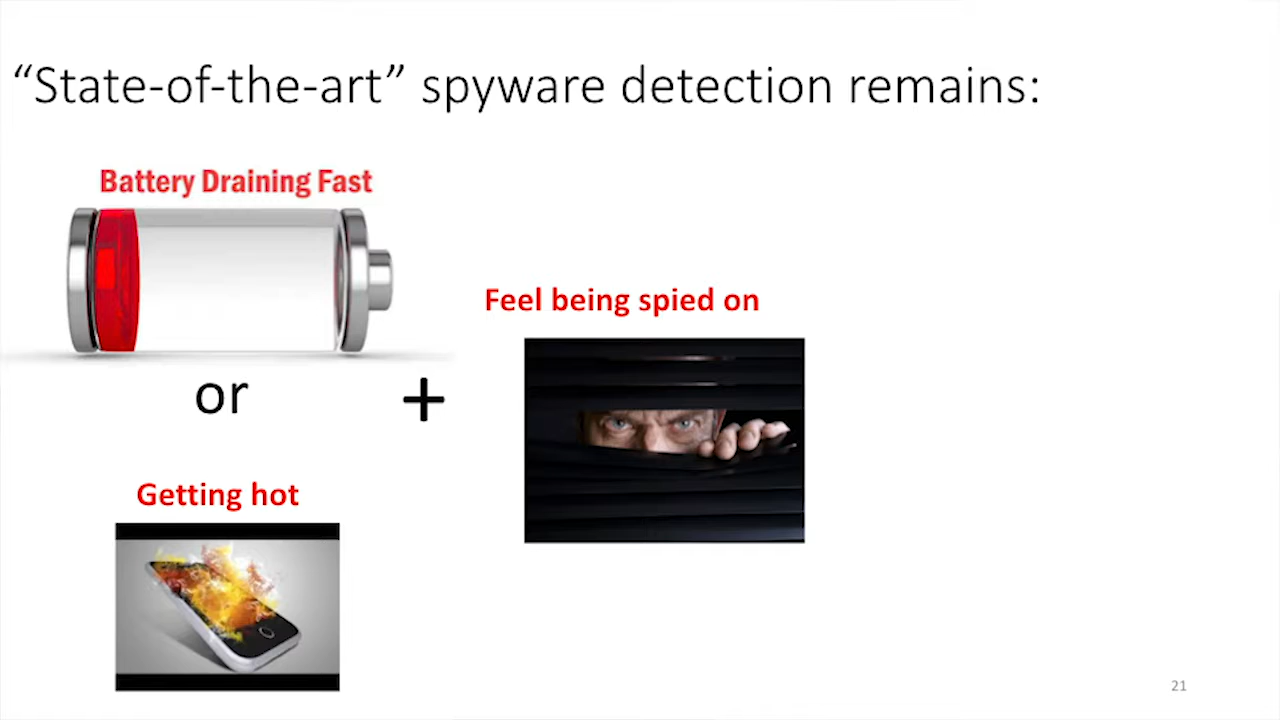 “State-of-the-art” spyware detection remains:
Battery Draining Fast
or
+
Feel being spied on
Getting hot
21